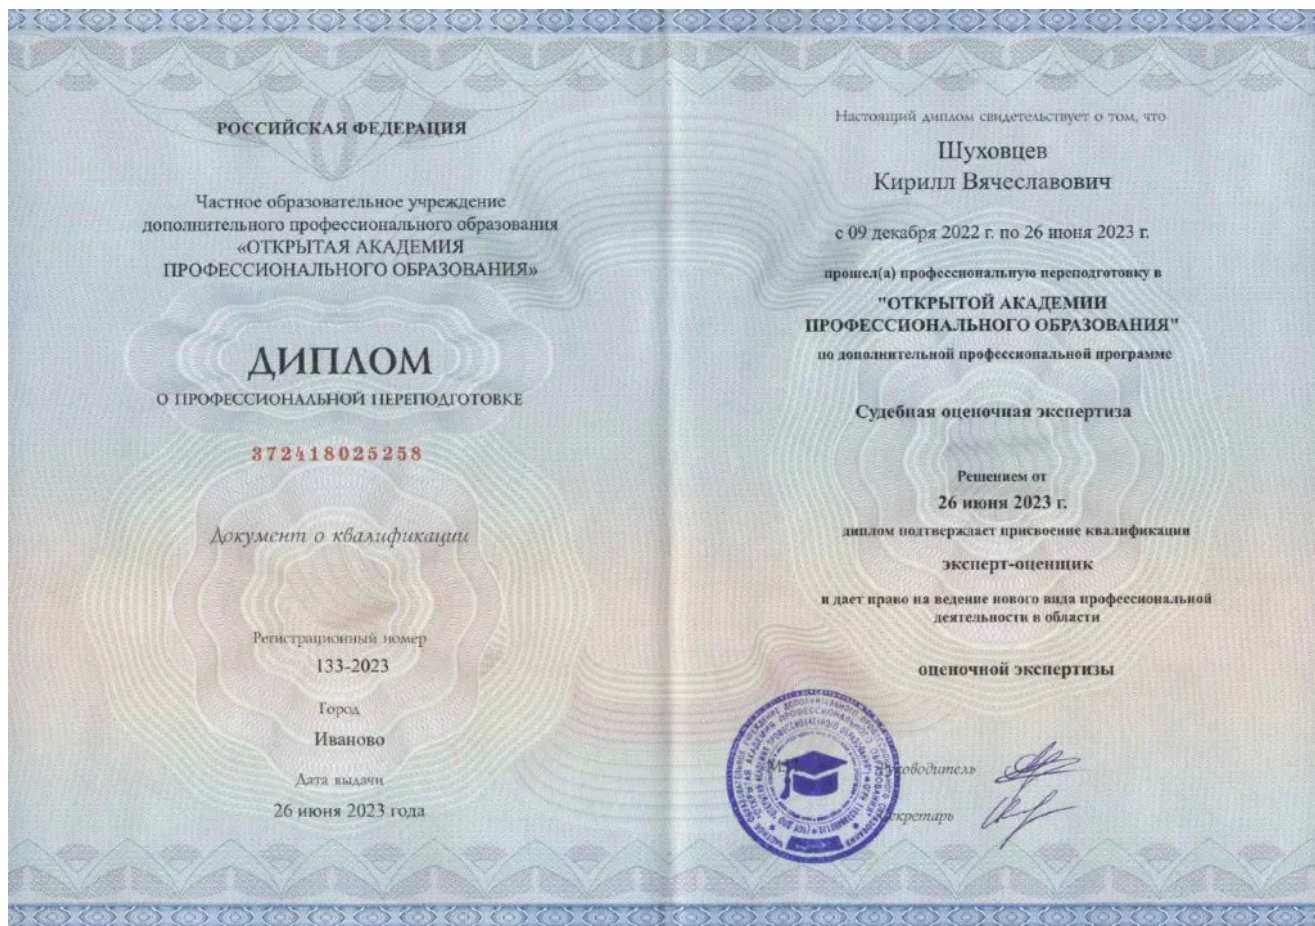 РОССИЙСКАЯ ФЕДЕРАЦИЯ
Частное образовательное учреждение
дополнительного профессионального образования
«ОТКРЫТАЯ АКАДЕМИЯ
ПРОФЕССИОНАЛЬНОГО ОБРАЗОВАНИЯ»
ДИПЛОМ
О ПРОФЕССИОНАЛЬНОЙ ПЕРЕПОДГОТОВКЕ
372418025258
Документ о квалификации
Регистрационный номер
133-2023
Город
Иваново
Дата выдачи
26 июня 2023 года
Настоящий диплом свидетельствует о том, что
Шуховцев
Кирилл Вячеславович
с 09 декабря 2022 г. по 26 июня 2023 г.
прошел(а) профессиональную переподготовку в
"ОТКРЫТОЙ АКАДЕМИИ
ПРОФЕССИОНАЛЬНОГО ОБРАЗОВАНИЯ"
по дополнительной профессиональной программе
Судебная оценочная экспертиза
Решением от
26 июня 2023 г.
диплом подтверждает присвоение квалификации
эксперт-оценщик
и дает право на ведение нового вида профессиональной
деятельности в области
оценочной экспертизы
Руководитель
Секретарь